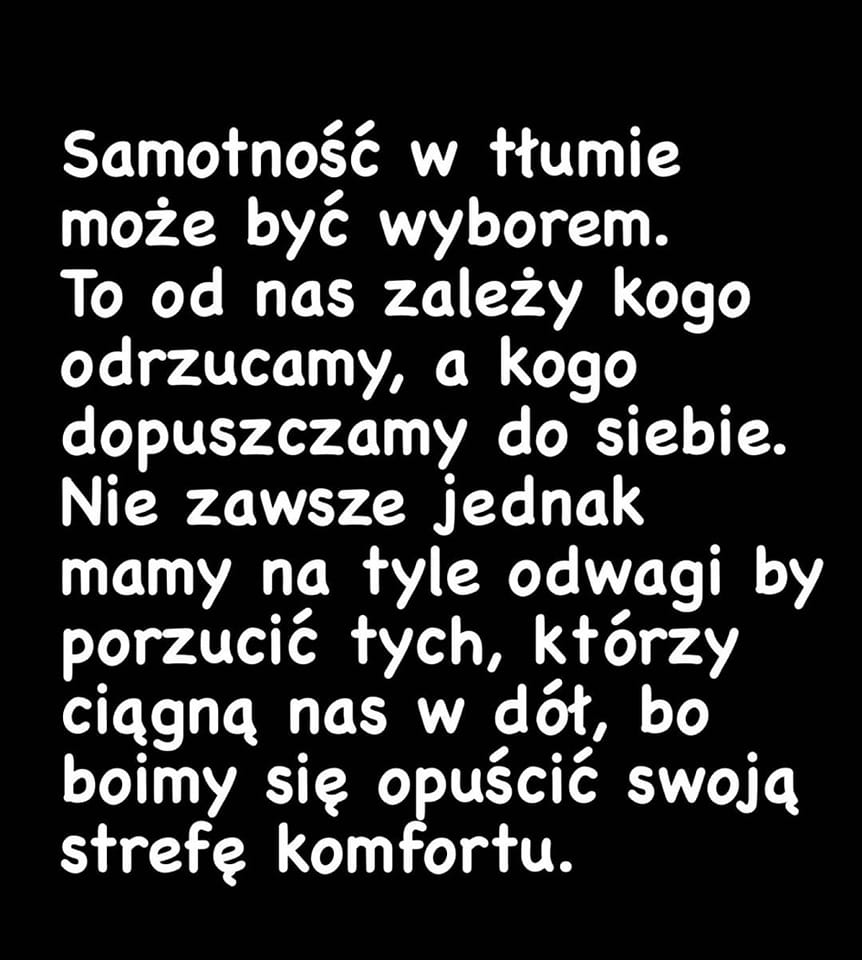 Samotność w tłumie
może być wyborem.
To od nas zależy kogo
odrzucamy, a kogo
dopuszczamy do siebie.
Nie zawsze jednak
mamy na tyle odwagi by
porzucić tych, którzy
ciągną nas w dół, bo
boimy się opuścić swoją
strefę komfortu.